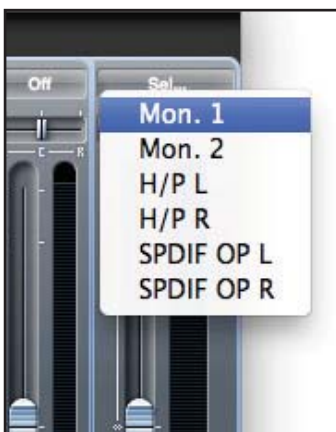 Off
Sel...
Mon. 1
Mon. 2
H/P L
H/P R
SPDIF OP L
SPDIF OP R
C
R